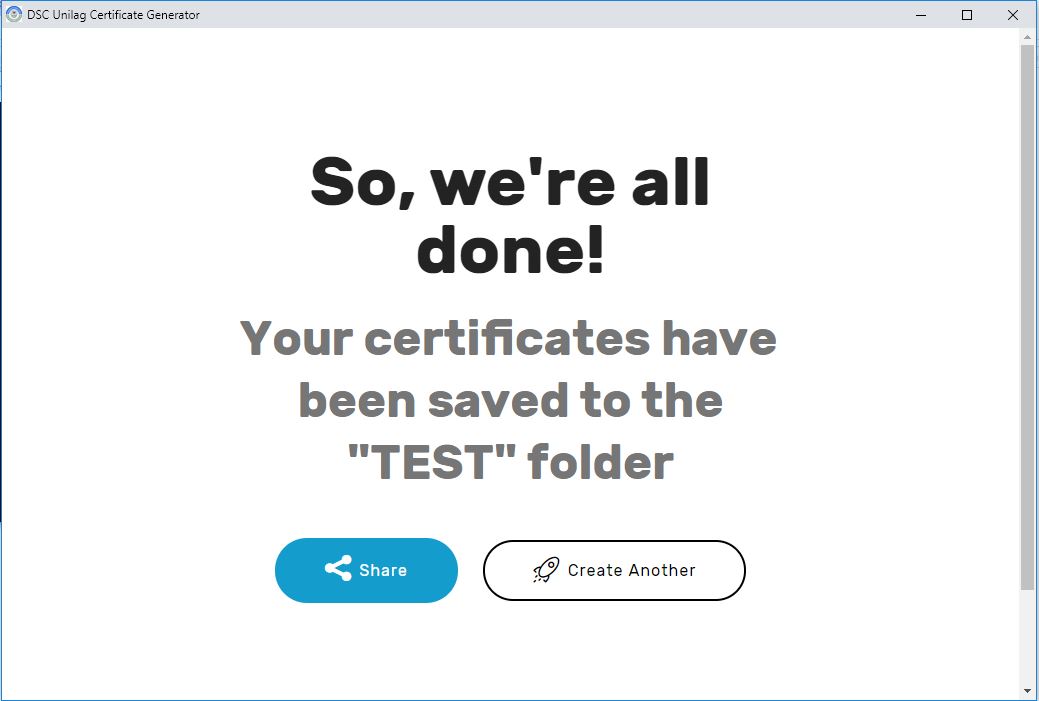 DSC Unilag Certificate Generator
So, we're all
done!
Your certificates have
been saved to the
"TEST" folder
Share
Create Another